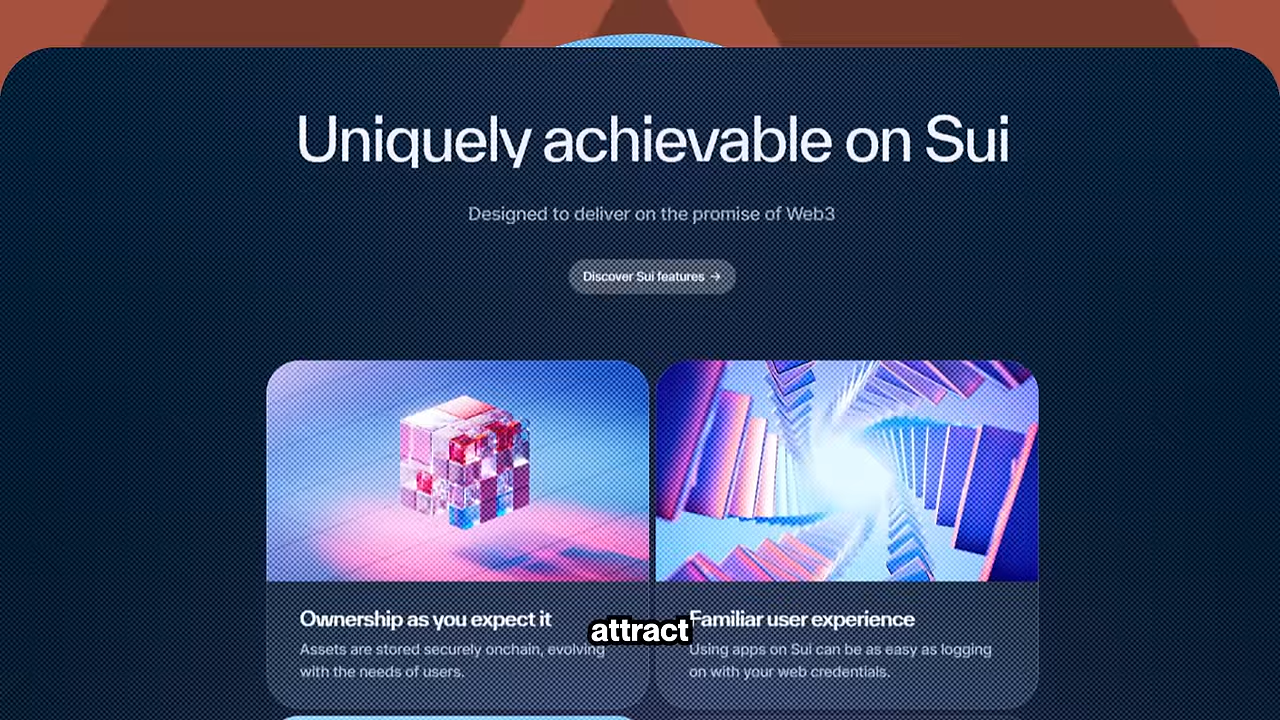 Uniquely achievable on Sui
Designed to deliver on the promise of Web3
Discover Sui features →
Ownership as you expect it
Assets are stored securely onchain, evolving
with the needs of users.
attract
Familiar user experience
Using apps on Sui can be as easy as logging
on with your web credentials.